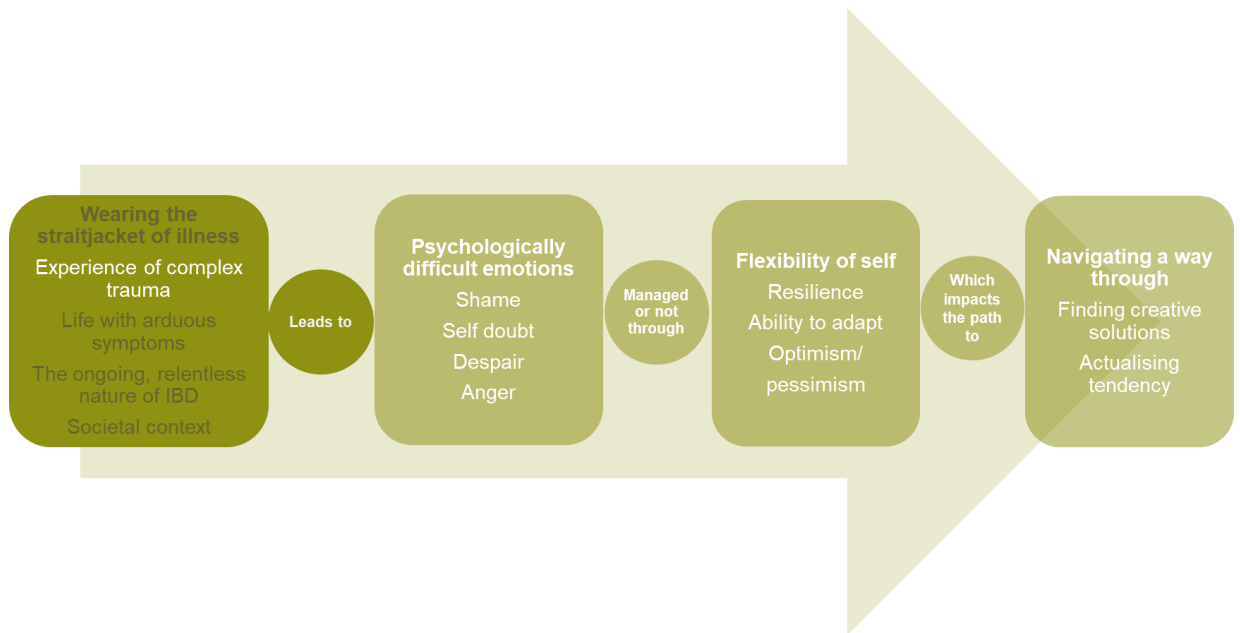 Wearing the
straitjacket of illness
Experience of complex
trauma
Life with arduous
symptoms
The ongoing, relentless
nature of IBD
Societal context
Leads to
Psychologically
difficult emotions
Shame
Self doubt
Despair
Anger
Managed
or not
through
Flexibility of self
Resilience
Ability to adapt
Optimism/
pessimism
Which
impacts
the path
to
Navigating a way
through
Finding creative
solutions
Actualising
tendency